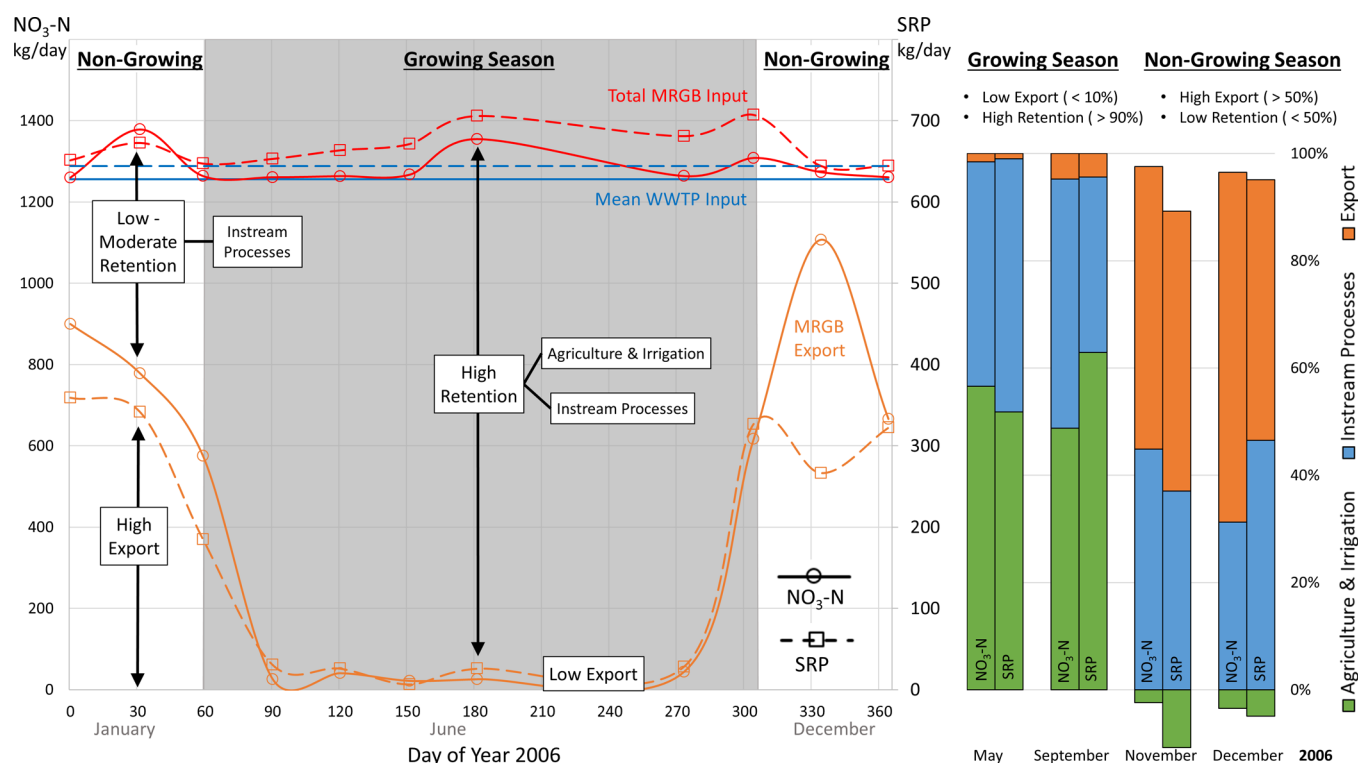 NO₃-N
kg/day
SRP
kg/day
Non-Growing
Growing Season
Non-Growing
Total MRGB Input
Mean WWTP Input
Low -
Moderate
Retention
Instream
Processes
High
Export
High
Retention
Agriculture & Irrigation
Instream Processes
MRGB
Export
Low Export
NO₃-N
SRP
1400
1200
1000
800
600
400
200
0
700
600
500
400
300
200
100
0
0 30 60 90 120 150 180 210 240 270 300 330 360
January June December
Day of Year 2006
Growing Season
• Low Export ( < 10%)
• High Retention ( > 90%)
Non-Growing Season
• High Export ( > 50%)
• Low Retention ( < 50%)
100%
80%
60%
40%
20%
0%
NO₃-N SRP NO₃-N SRP NO₃-N SRP NO₃-N SRP
May September November December 2006
Agriculture & Irrigation
Instream Processes
Export